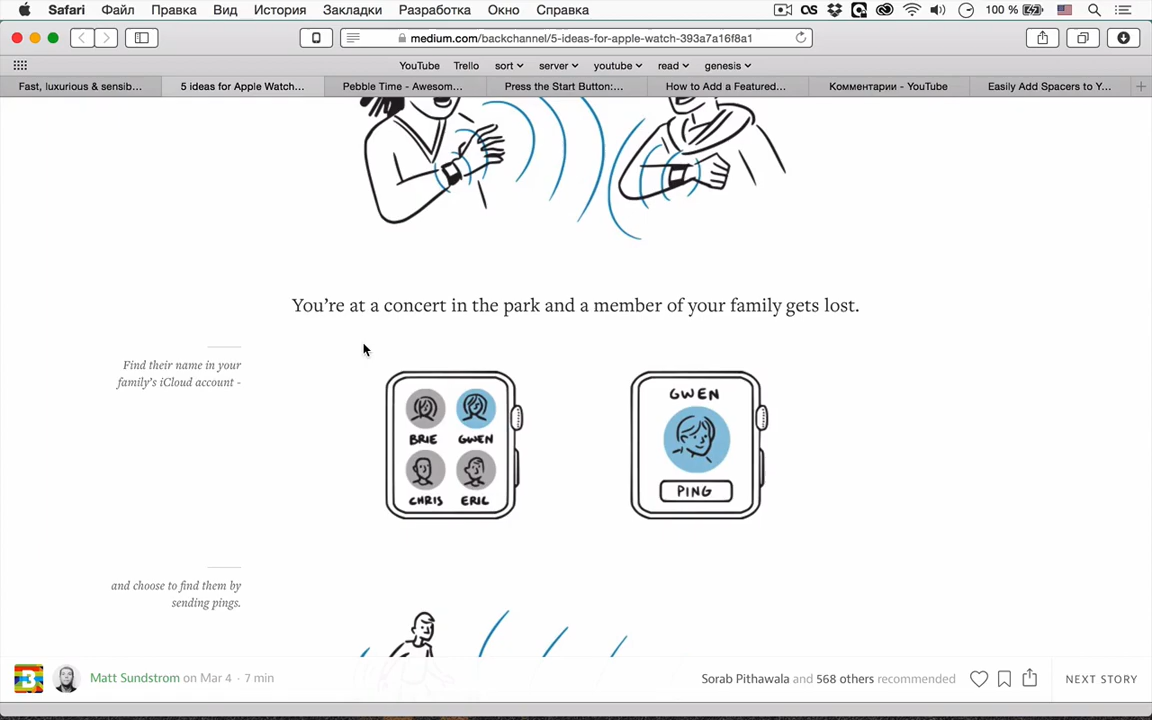 Safari Файл Правка Вид История Закладки Разработка Окно Справка 100 %
medium.com/backchannel/5-ideas-for-apple-watch-393a7a16f8a1
YouTube Trello sort server youtube read genesis
Fast, luxurious & sensib... 5 ideas for Apple Watch... Pebble Time - Awesom... Press the Start Button:... How to Add a Featured... Комментарии - YouTube Easily Add Spacers to Y...
You're at a concert in the park and a member of your family gets lost.
Find their name in your
family's iCloud account -
BRIE GWEN
CHRIS ERIC
GWEN
PING
and choose to find them by
sending pings.
Matt Sundstrom on Mar 4 · 7 min
Sorab Pithawala and 568 others recommended
NEXT STORY